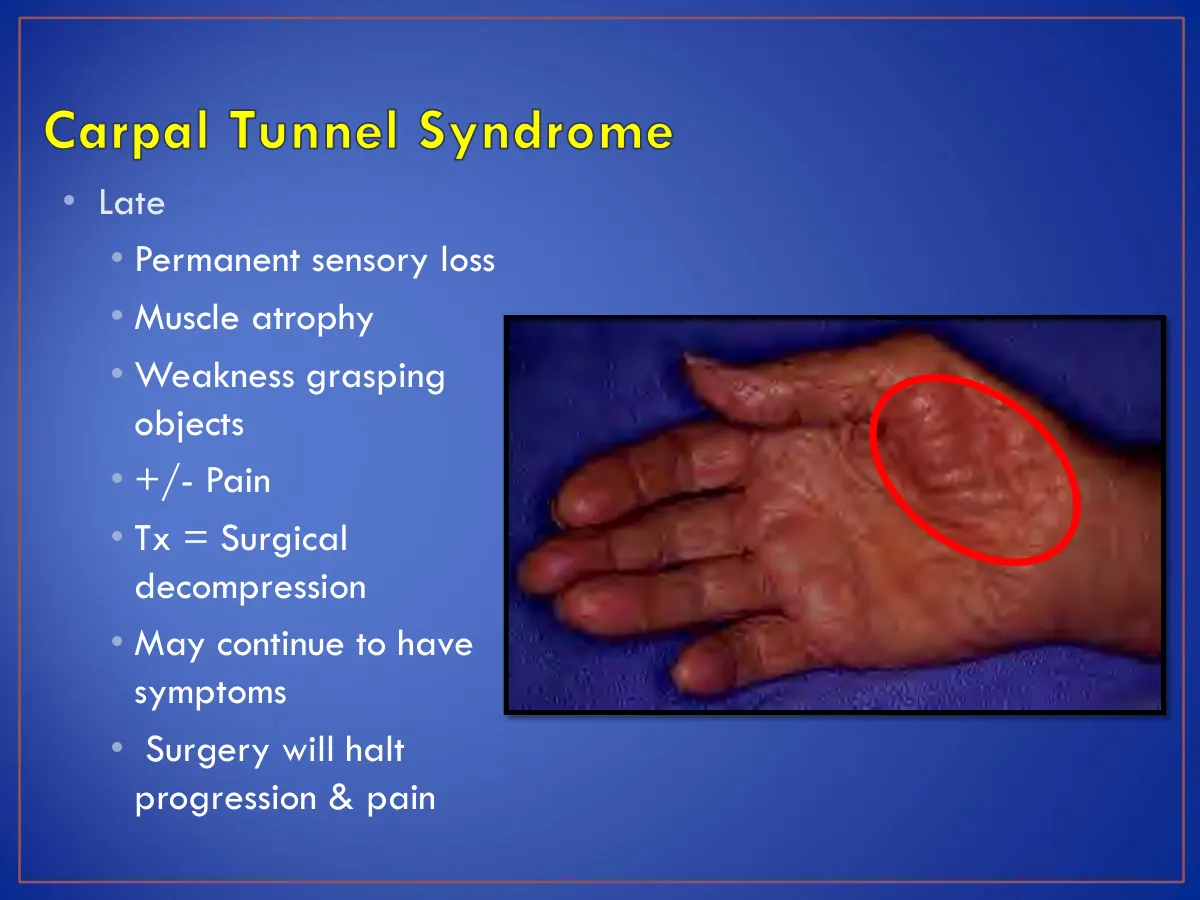 Carpal Tunnel Syndrome
• Late
• Permanent sensory loss
• Muscle atrophy
• Weakness grasping
objects
• +/- Pain
• Tx = Surgical
decompression
• May continue to have
symptoms
• Surgery will halt
progression & pain